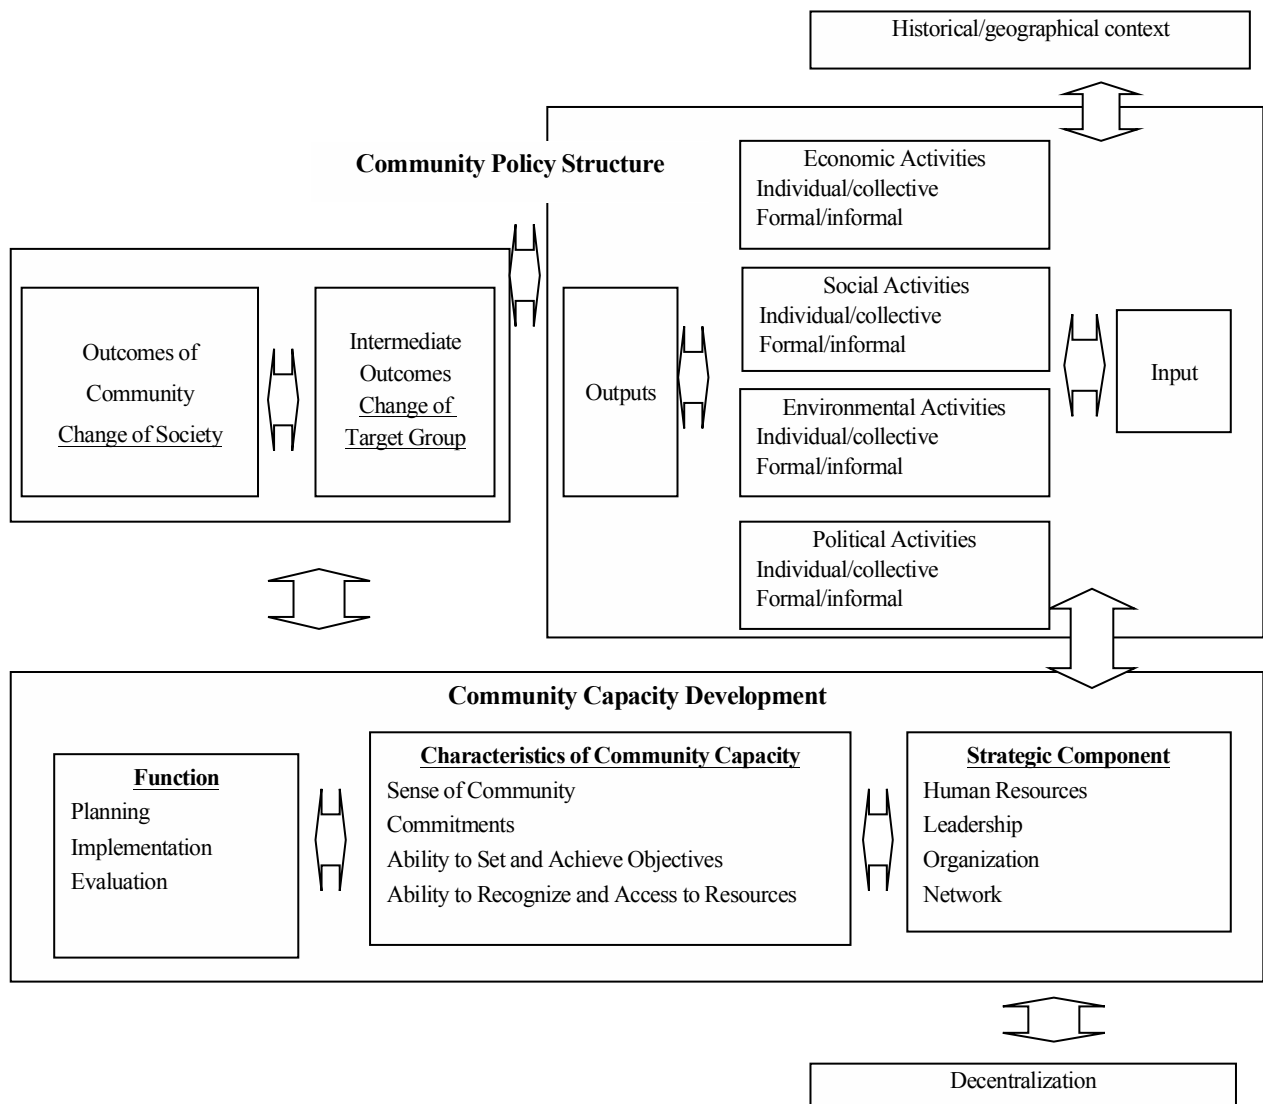 Historical/geographical context
Community Policy Structure
Economic Activities
Individual/collective
Formal/informal
Social Activities
Individual/collective
Formal/informal
Environmental Activities
Individual/collective
Formal/informal
Political Activities
Individual/collective
Formal/informal
Outcomes of
Community
Change of Society
Intermediate
Outcomes
Change of
Target Group
Outputs
Input
Community Capacity Development
Function
Planning
Implementation
Evaluation
Characteristics of Community Capacity
Sense of Community
Commitments
Ability to Set and Achieve Objectives
Ability to Recognize and Access to Resources
Strategic Component
Human Resources
Leadership
Organization
Network
Decentralization